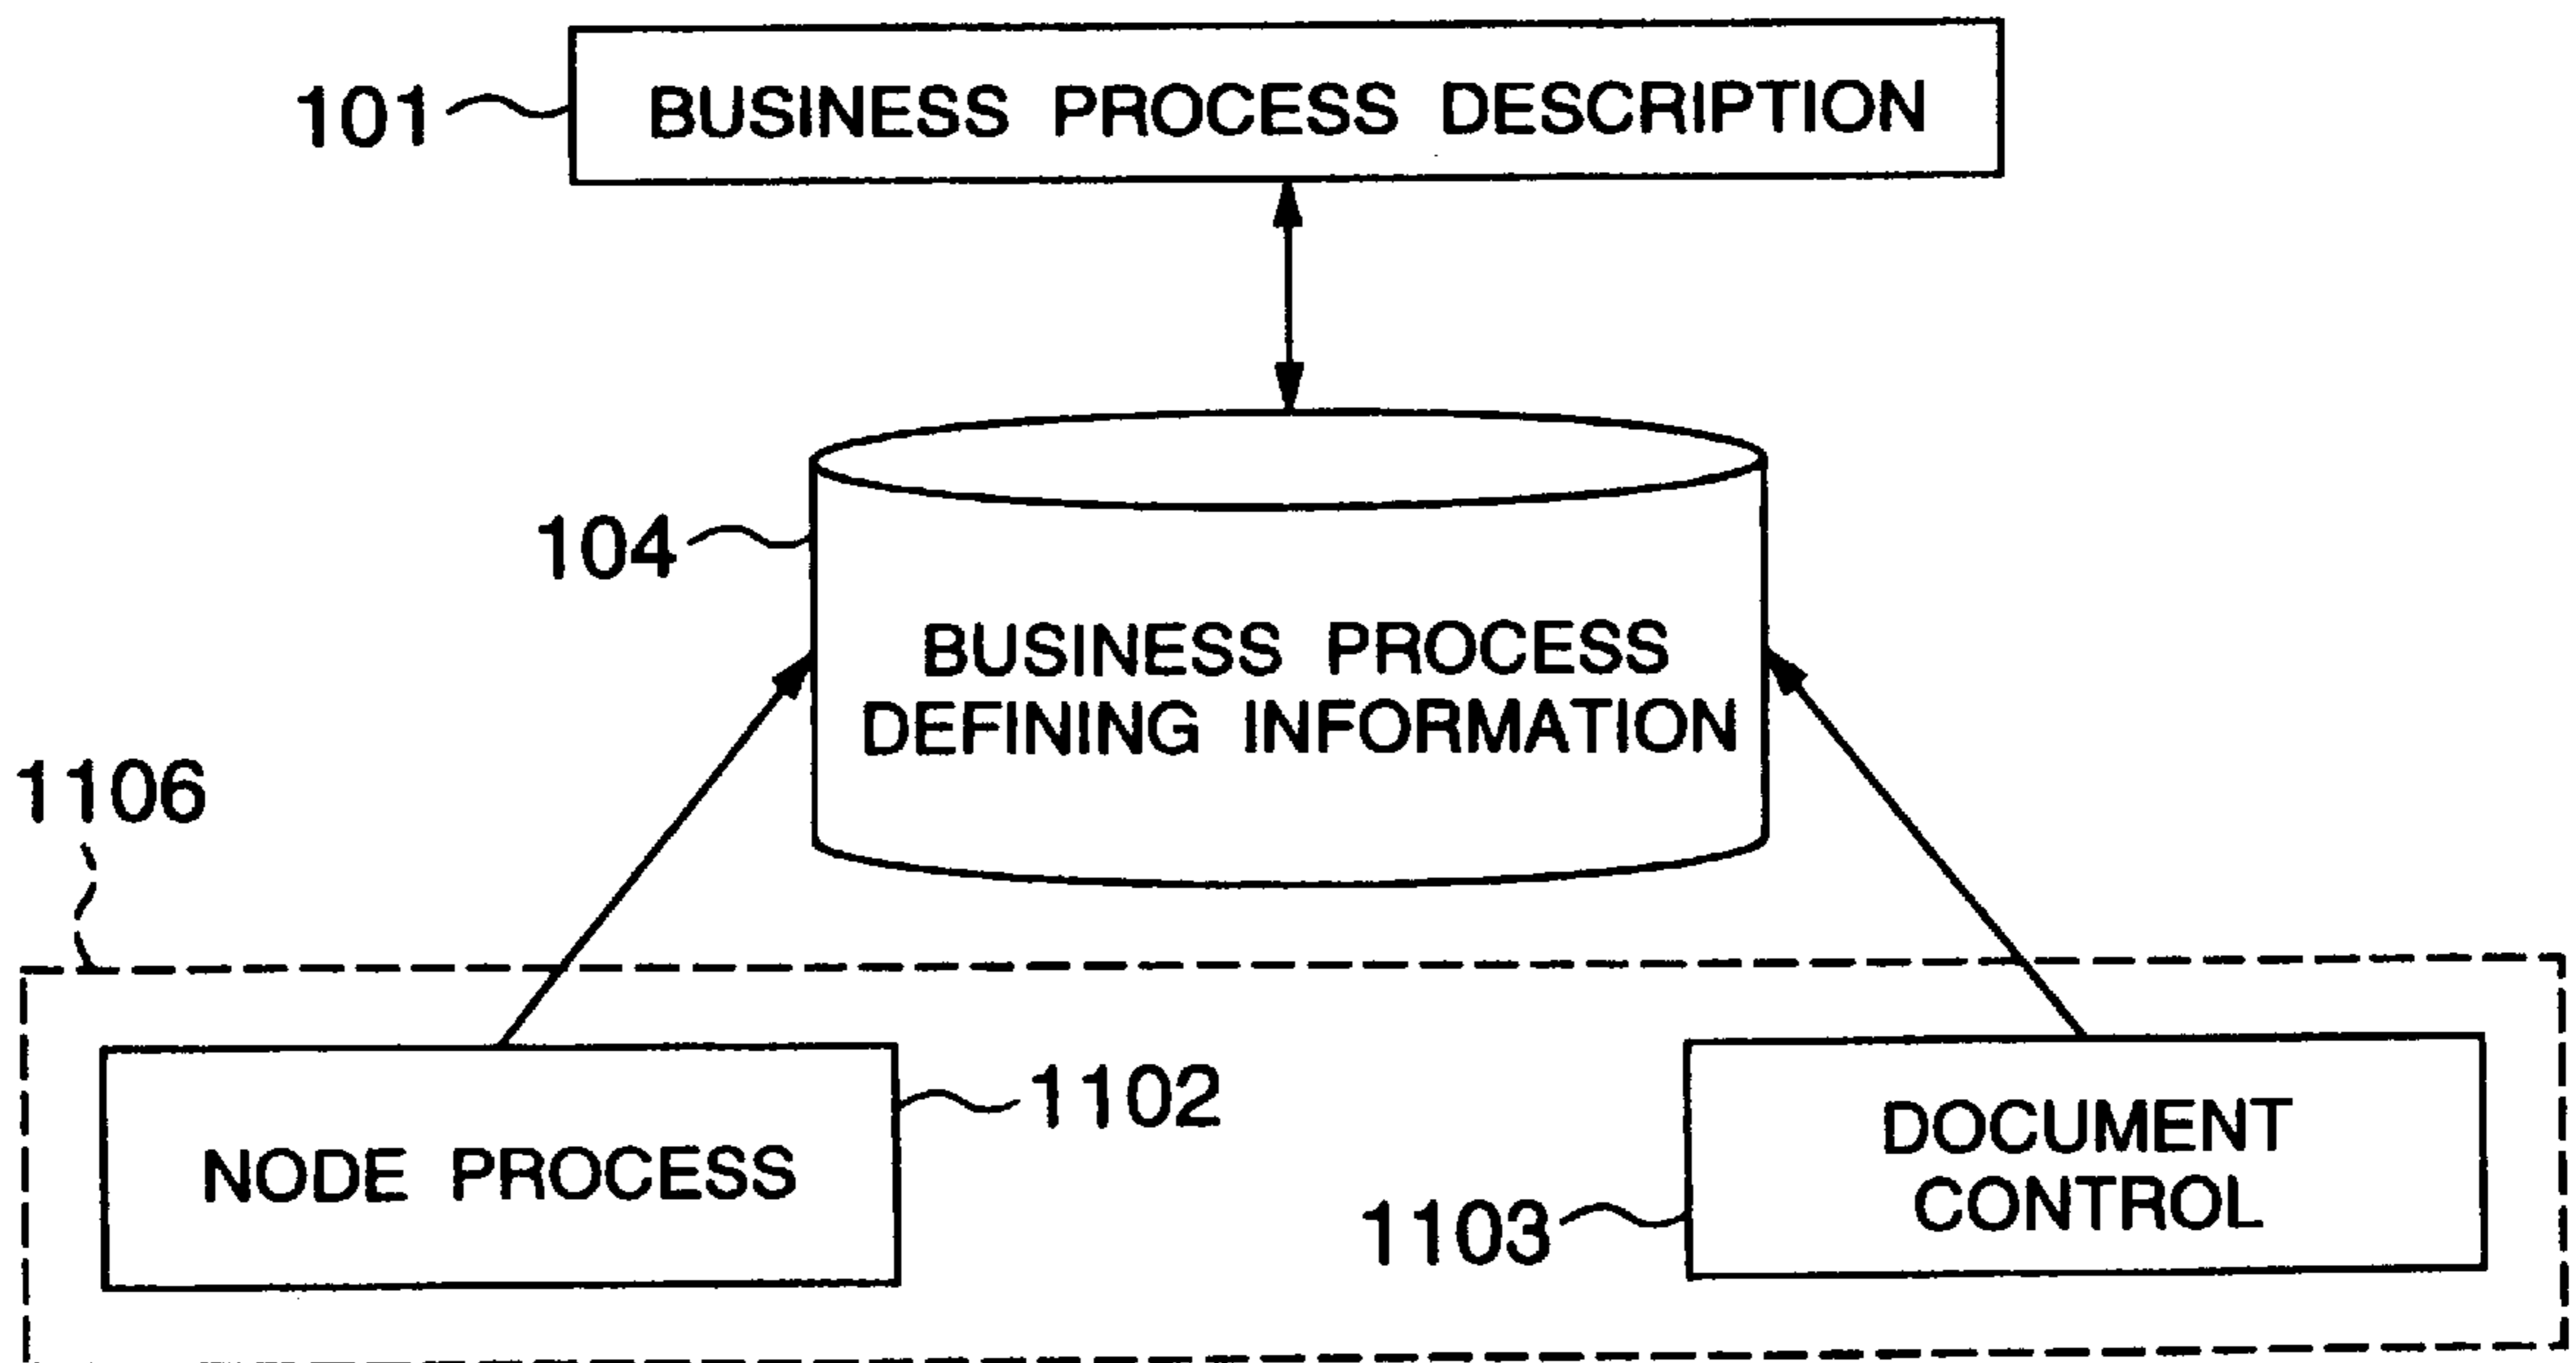 101
BUSINESS PROCESS DESCRIPTION
104
BUSINESS PROCESS
DEFINING INFORMATION
1106
NODE PROCESS
1102
DOCUMENT
CONTROL
1103